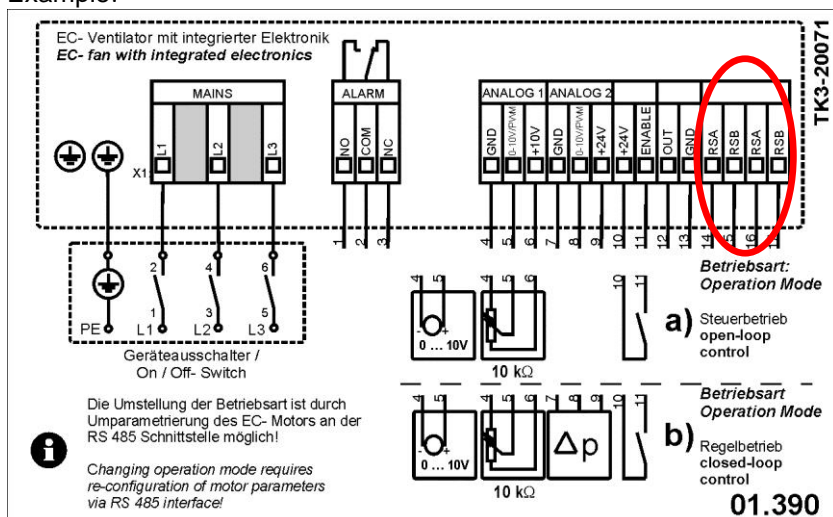 Example:
EC- Ventilator mit integrierter Elektronik
EC- fan with integrated electronics
TK3-20071
MAINS
ALARM
ANALOG 1
ANALOG 2
L1
L2
L3
NO
COM
NC
GND
0-10V/PWM
+10V
GND
0-10V/PWM
+24V
+24V
ENABLE
OUT
GND
RSA
RSB
RSA
RSB
X1
1
2
3
4
5
6
7
8
9
10
11
12
13
14
15
16
2
4
6
1
3
5
PE
L1
L2
L3
Geräteausschalter /
On / Off- Switch
4
5
4
5
6
10
11
- +
0 ... 10V
10 kΩ
Betriebsart:
Operation Mode
a) Steuerbetrieb
open-loop
control
Die Umstellung der Betriebsart ist durch
Umparametrierung des EC- Motors an der
RS 485 Schnittstelle möglich!
Changing operation mode requires
re-configuration of motor parameters
via RS 485 interface!
4
5
4
5
6
7
8
9
10
11
- +
0 ... 10V
10 kΩ
Δp
Betriebsart
Operation Mode
b) Regelbetrieb
closed-loop
control
01.390